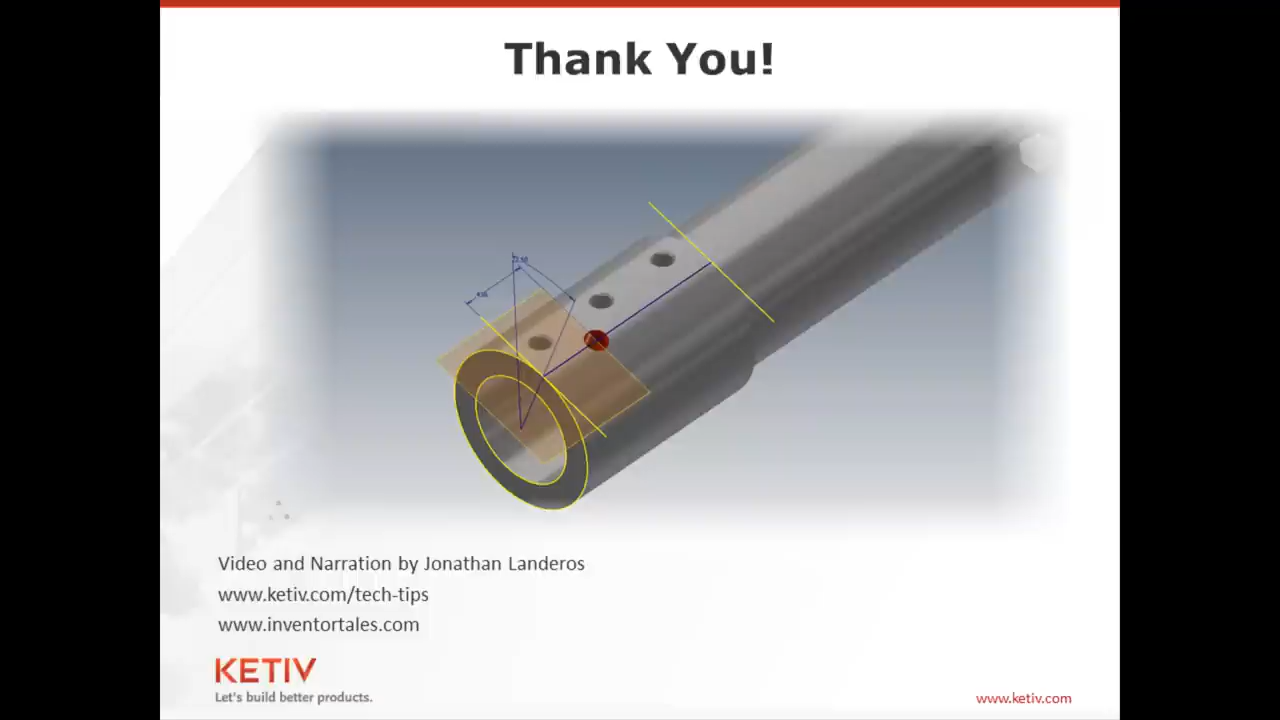 Thank You!
Video and Narration by Jonathan Landeros
www.ketiv.com/tech-tips
www.inventortales.com
KETIV
Let's build better products.
www.ketiv.com